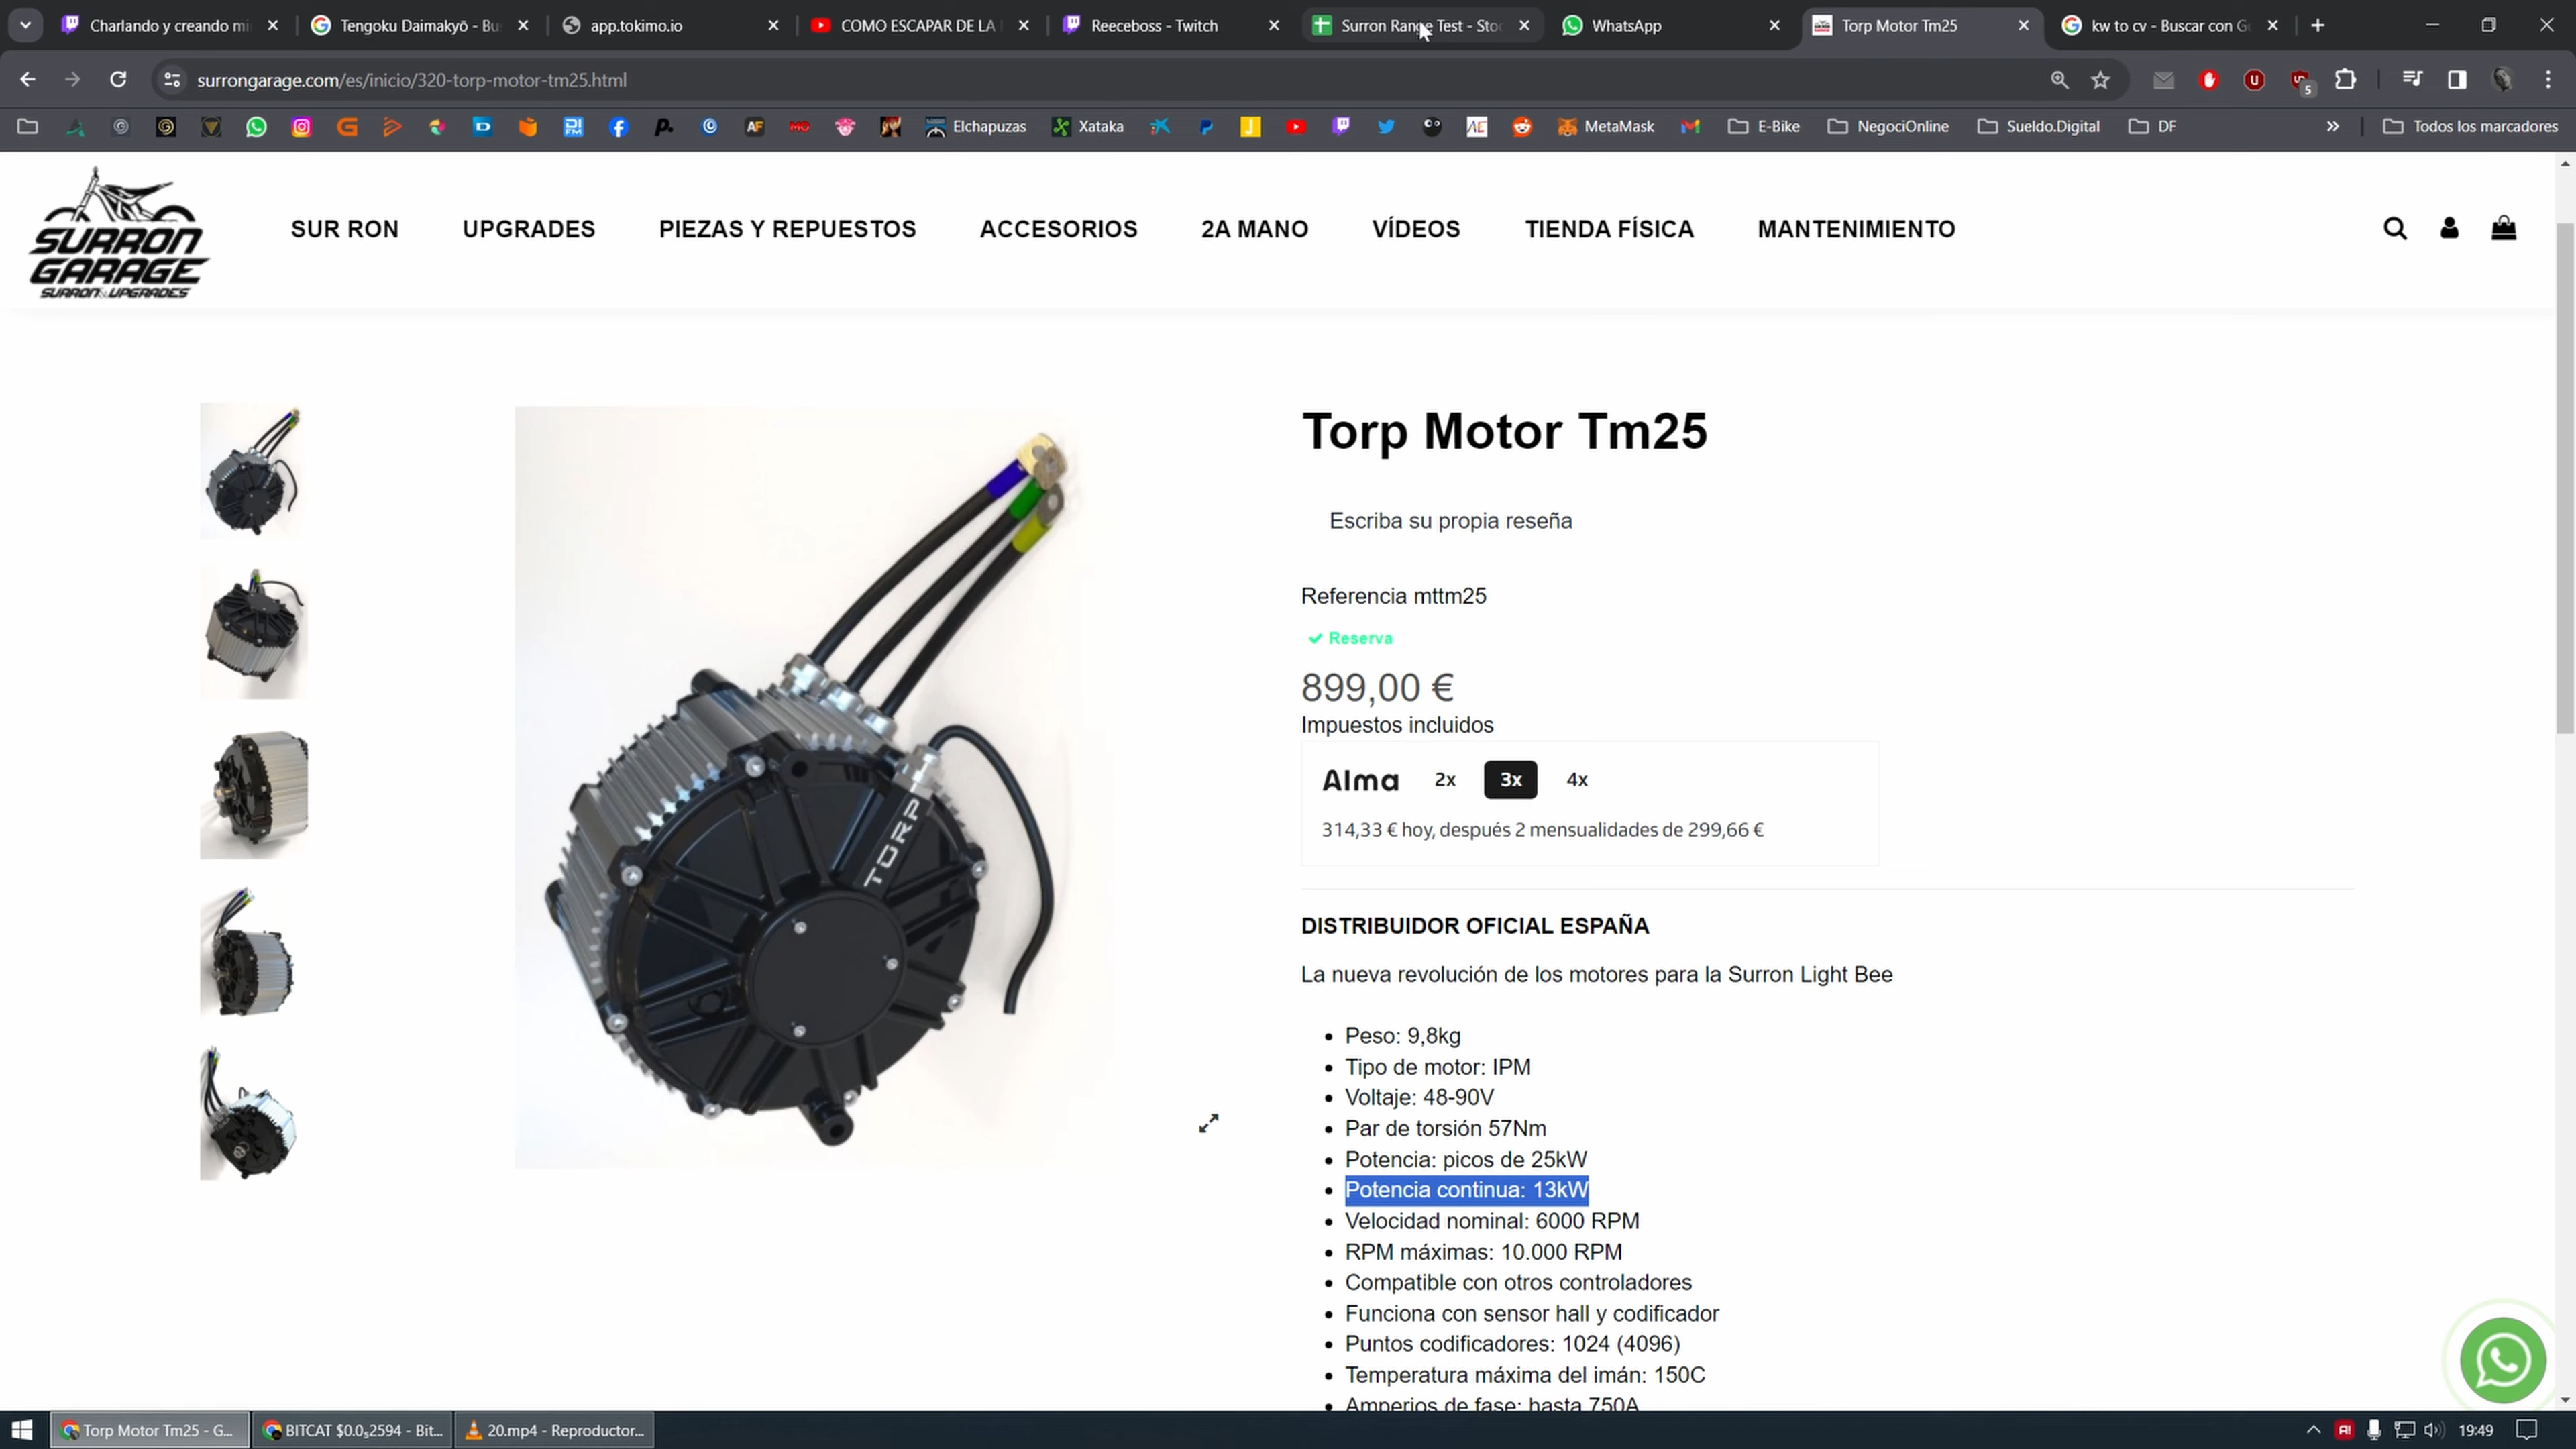 Charlando y creando mi
Tengoku Daimakyō - Bu
app.tokimo.io
COMO ESCAPAR DE LA
Reeceboss - Twitch
Surron Range Test - Stoc
WhatsApp
Torp Motor Tm25
kw to cv - Buscar con G
surrongarage.com/es/inicio/320-torp-motor-tm25.html
5
Elchapuzas
Xataka
MetaMask
E-Bike
NegociOnline
Sueldo.Digital
DF
Todos los marcadores
SURRON
GARAGE
SURRON & UPGRADES
SUR RON
UPGRADES
PIEZAS Y REPUESTOS
ACCESORIOS
2A MANO
VÍDEOS
TIENDA FÍSICA
MANTENIMIENTO
TORP
Torp Motor Tm25
Escriba su propia reseña
Referencia mttm25
Reserva
899,00 €
Impuestos incluidos
Alma 2x 3x 4x
314,33 € hoy, después 2 mensualidades de 299,66 €
DISTRIBUIDOR OFICIAL ESPAÑA
La nueva revolución de los motores para la Surron Light Bee
Peso: 9,8kg
Tipo de motor: IPM
Voltaje: 48-90V
Par de torsión 57Nm
Potencia: picos de 25kW
Potencia continua: 13kW
Velocidad nominal: 6000 RPM
RPM máximas: 10.000 RPM
Compatible con otros controladores
Funciona con sensor hall y codificador
Puntos codificadores: 1024 (4096)
Temperatura máxima del imán: 150C
Amperios de fase: hasta 750A
Torp Motor Tm25 - G...
BITCAT $0.0₅2594 - Bit...
20.mp4 - Reproductor...
19:49